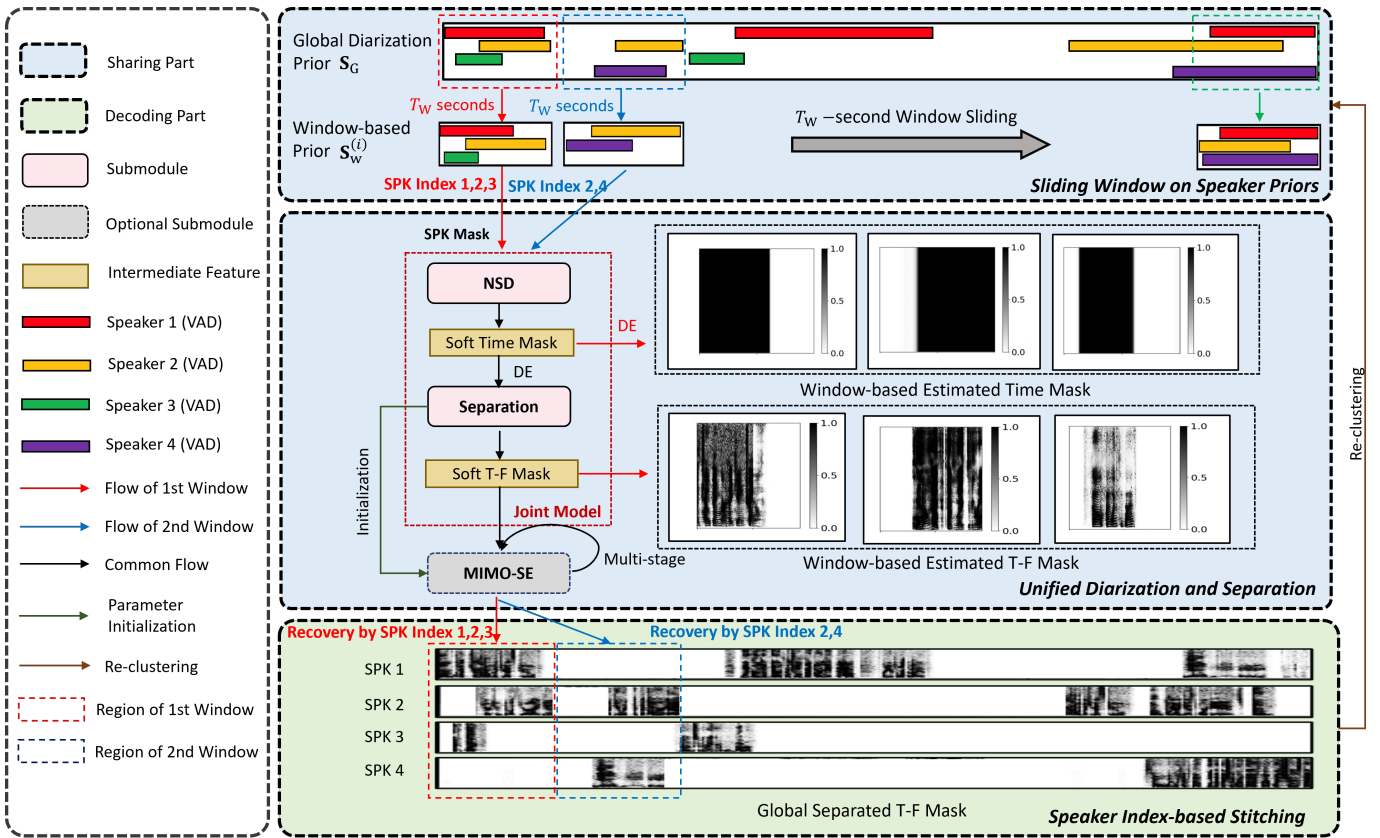 Sharing Part
Decoding Part
Submodule
Optional Submodule
Intermediate Feature
Speaker 1 (VAD)
Speaker 2 (VAD)
Speaker 3 (VAD)
Speaker 4 (VAD)
Flow of 1st Window
Flow of 2nd Window
Common Flow
Parameter
Initialization
Re-clustering
Region of 1st Window
Region of 2nd Window
Global Diarization
Prior S_G
T_W seconds
T_W seconds
Window-based
Prior S_w^(i)
T_W −second Window Sliding
SPK Index 1,2,3
SPK Index 2,4
Sliding Window on Speaker Priors
SPK Mask
NSD
Soft Time Mask
DE
DE
Separation
Soft T-F Mask
Initialization
Joint Model
MIMO-SE
Multi-stage
1.0
0.5
0.0
1.0
0.5
0.0
1.0
0.5
0.0
Window-based Estimated Time Mask
1.0
0.5
0.0
1.0
0.5
0.0
1.0
0.5
0.0
Window-based Estimated T-F Mask
Unified Diarization and Separation
Re-clustering
Recovery by SPK Index 1,2,3
Recovery by SPK Index 2,4
SPK 1
SPK 2
SPK 3
SPK 4
Global Separated T-F Mask
Speaker Index-based Stitching